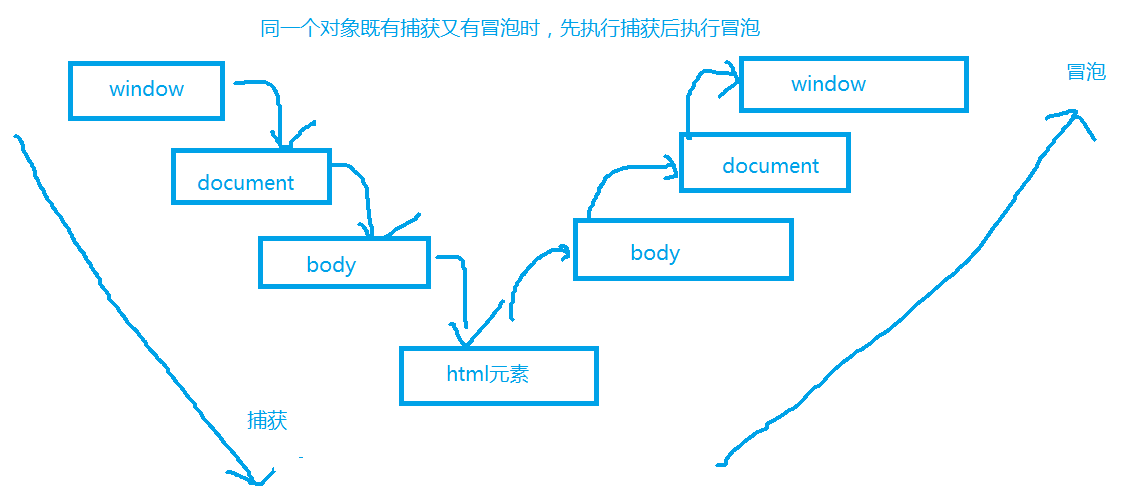 同一个对象既有捕获又有冒泡时，先执行捕获后执行冒泡
window
window
冒泡
document
document
body
body
html元素
捕获